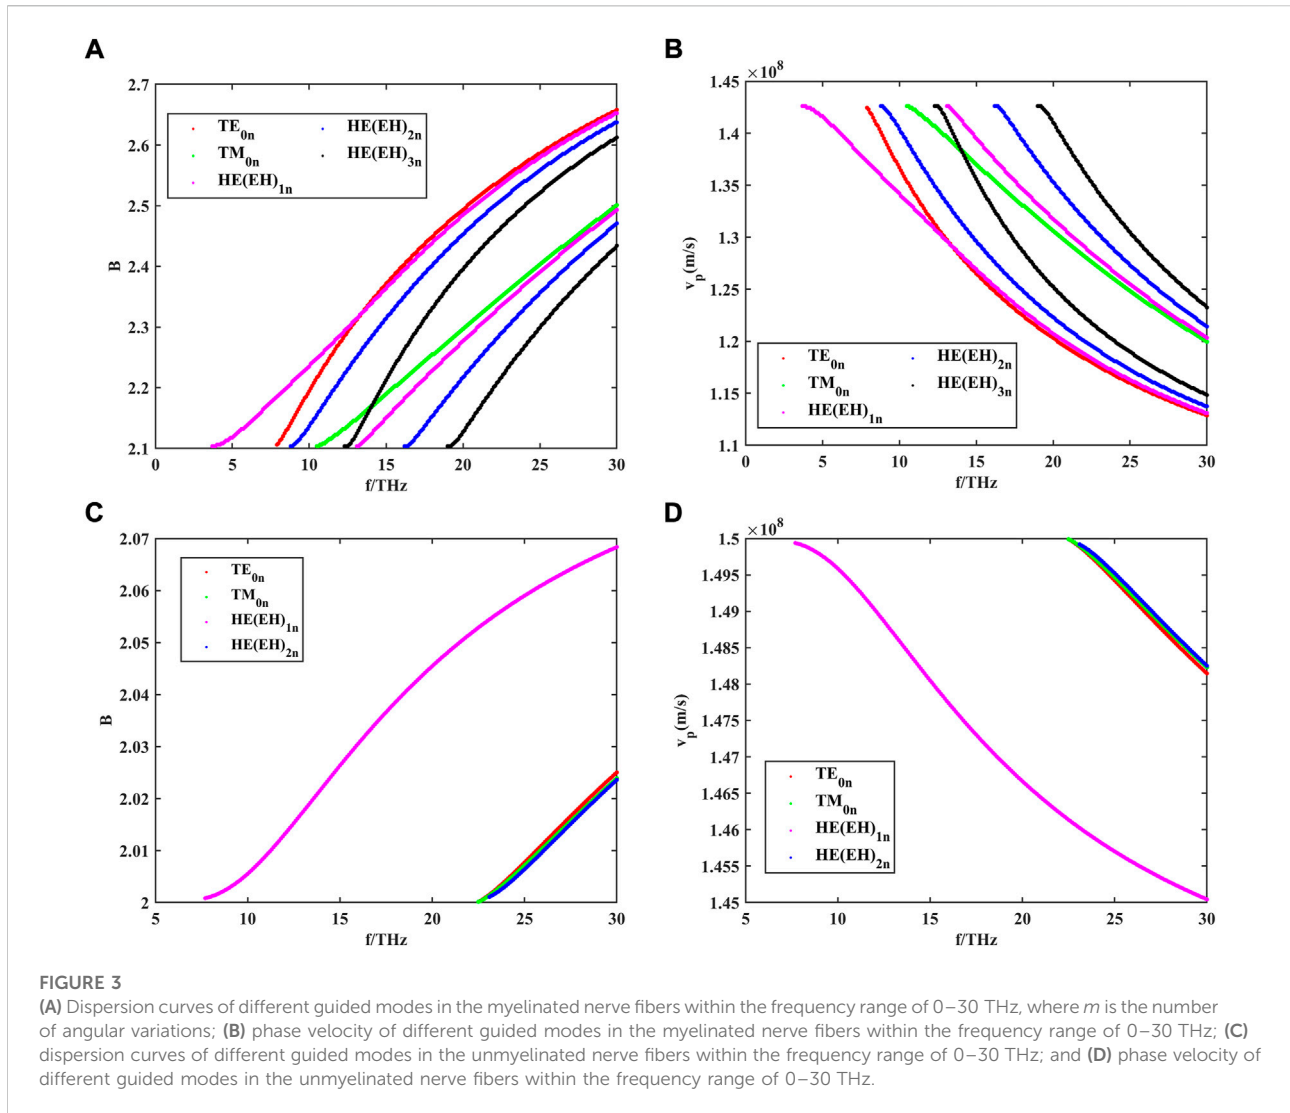 A
2.7
2.6
2.5
2.4
2.3
2.2
2.1
B
0 5 10 15 20 25 30
f/THz
TE0n
TM0n
HE(EH)1n
HE(EH)2n
HE(EH)3n
B
×10^8
1.45
1.4
1.35
1.3
1.25
1.2
1.15
1.1
vp(m/s)
0 5 10 15 20 25 30
f/THz
TE0n
TM0n
HE(EH)1n
HE(EH)2n
HE(EH)3n
C
2.07
2.06
2.05
2.04
2.03
2.02
2.01
2
B
5 10 15 20 25 30
f/THz
TE0n
TM0n
HE(EH)1n
HE(EH)2n
D
×10^8
1.5
1.495
1.49
1.485
1.48
1.475
1.47
1.465
1.46
1.455
1.45
vp(m/s)
5 10 15 20 25 30
f/THz
TE0n
TM0n
HE(EH)1n
HE(EH)2n
FIGURE 3
(A) Dispersion curves of different guided modes in the myelinated nerve fibers within the frequency range of 0–30 THz, where m is the number
of angular variations; (B) phase velocity of different guided modes in the myelinated nerve fibers within the frequency range of 0–30 THz; (C)
dispersion curves of different guided modes in the unmyelinated nerve fibers within the frequency range of 0–30 THz; and (D) phase velocity of
different guided modes in the unmyelinated nerve fibers within the frequency range of 0–30 THz.